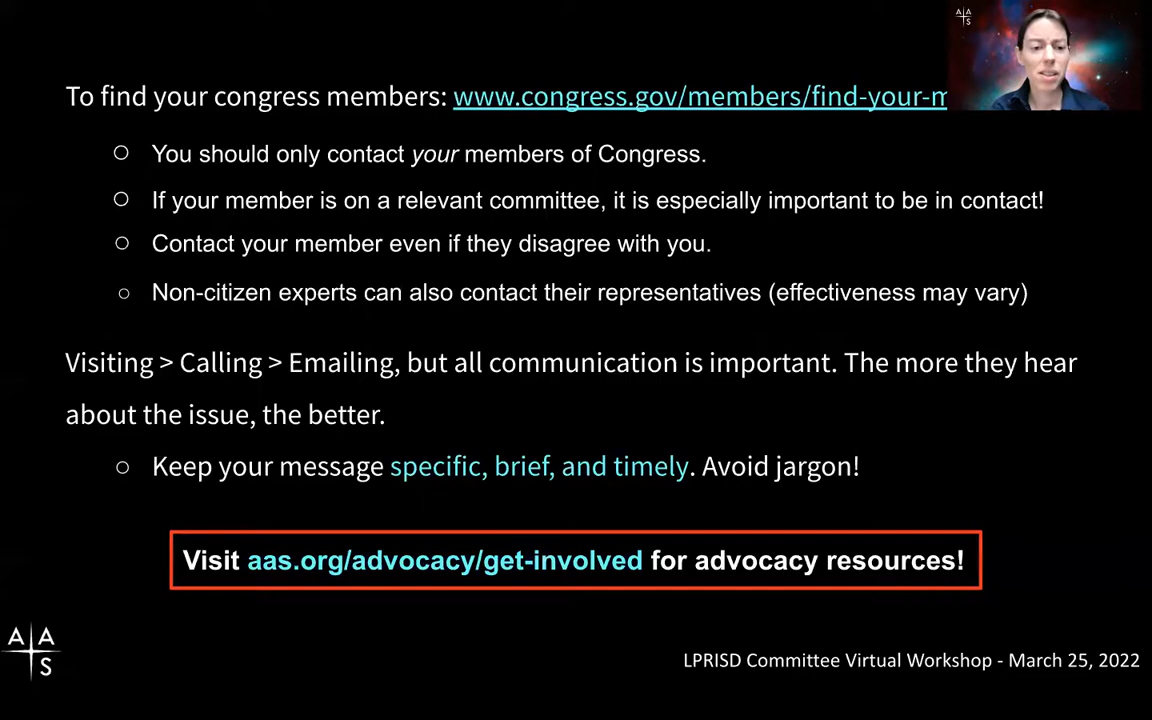 To find your congress members: www.congress.gov/members/find-your-m
○ You should only contact your members of Congress.
○ If your member is on a relevant committee, it is especially important to be in contact!
○ Contact your member even if they disagree with you.
○ Non-citizen experts can also contact their representatives (effectiveness may vary)
Visiting > Calling > Emailing, but all communication is important. The more they hear
about the issue, the better.
○ Keep your message specific, brief, and timely. Avoid jargon!
Visit aas.org/advocacy/get-involved for advocacy resources!
LPRISD Committee Virtual Workshop - March 25, 2022
A A
S
A A
S